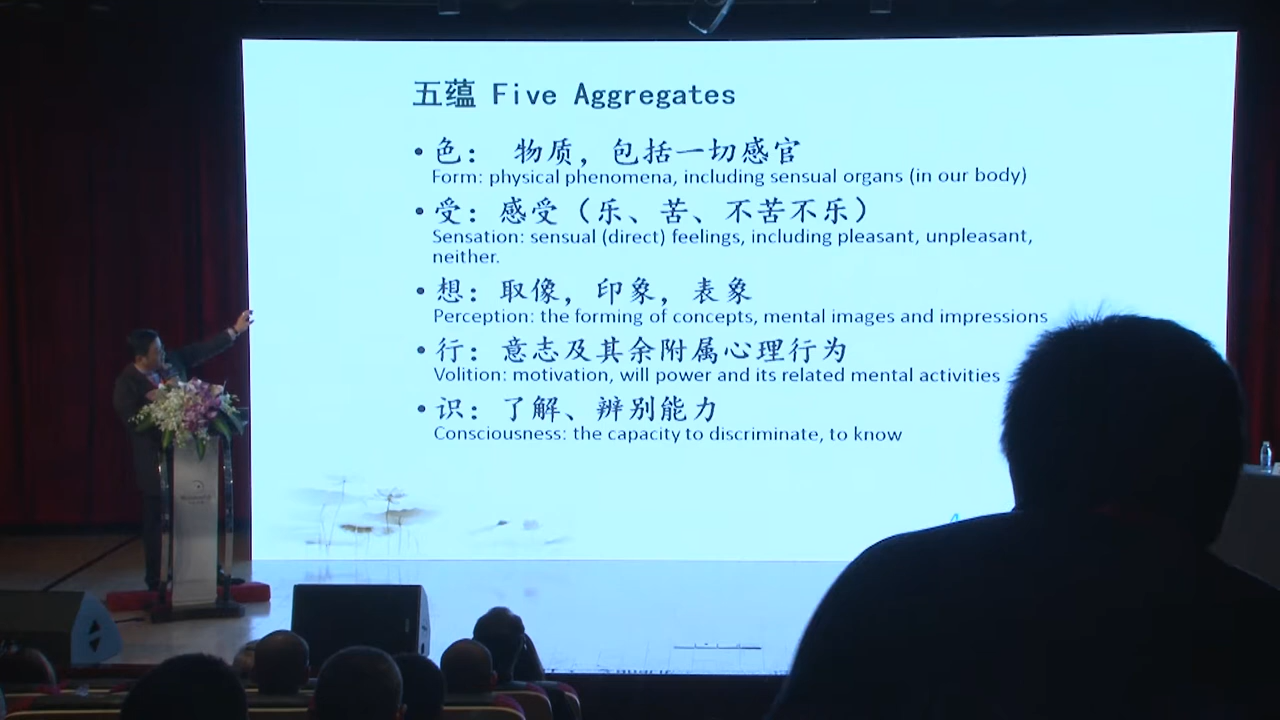 五蕴 Five Aggregates
• 色： 物质，包括一切感官
Form: physical phenomena, including sensual organs (in our body)
• 受：感受（乐、苦、不苦不乐）
Sensation: sensual (direct) feelings, including pleasant, unpleasant,
neither.
• 想：取像，印象，表象
Perception: the forming of concepts, mental images and impressions
• 行：意志及其余附属心理行为
Volition: motivation, will power and its related mental activities
• 识：了解、辨别能力
Consciousness: the capacity to discriminate, to know